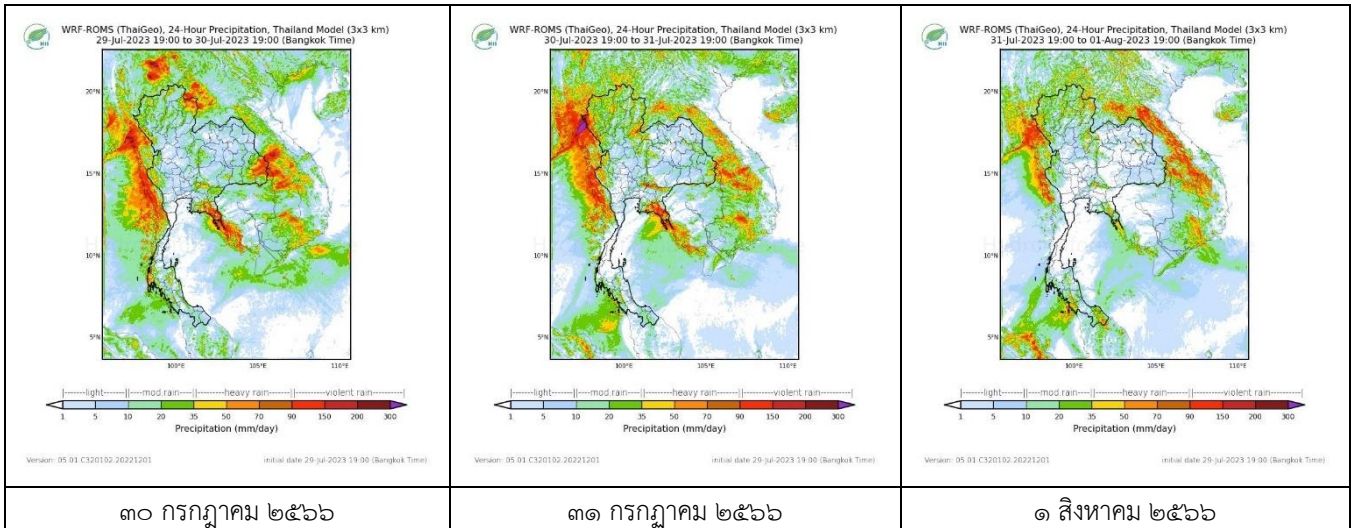 WRF-ROMS (ThaiGeo), 24-Hour Precipitation, Thailand Model (3x3 km)
29-Jul-2023 19:00 to 30-Jul-2023 19:00 (Bangkok Time)
HII
20°N
15°N
10°N
5°N
100°E 105°E 110°E
|-------light-------||----mod rain----||--------heavy rain--------||-------violent rain-------|
1 5 10 20 35 50 70 90 150 200 300
Precipitation (mm/day)
Version: 05.01.C320102.20221201 initial date 29-Jul-2023 19:00 (Bangkok Time)
๓๐ กรกฎาคม ๒๕๖๖
WRF-ROMS (ThaiGeo), 24-Hour Precipitation, Thailand Model (3x3 km)
30-Jul-2023 19:00 to 31-Jul-2023 19:00 (Bangkok Time)
HII
20°N
15°N
10°N
5°N
100°E 105°E 110°E
|-------light-------||----mod rain----||--------heavy rain--------||-------violent rain-------|
1 5 10 20 35 50 70 90 150 200 300
Precipitation (mm/day)
Version: 05.01.C320102.20221201 initial date 29-Jul-2023 19:00 (Bangkok Time)
๓๑ กรกฎาคม ๒๕๖๖
WRF-ROMS (ThaiGeo), 24-Hour Precipitation, Thailand Model (3x3 km)
31-Jul-2023 19:00 to 01-Aug-2023 19:00 (Bangkok Time)
HII
20°N
15°N
10°N
5°N
100°E 105°E 110°E
|-------light-------||----mod rain----||--------heavy rain--------||-------violent rain-------|
1 5 10 20 35 50 70 90 150 200 300
Precipitation (mm/day)
Version: 05.01.C320102.20221201 initial date 29-Jul-2023 19:00 (Bangkok Time)
๑ สิงหาคม ๒๕๖๖